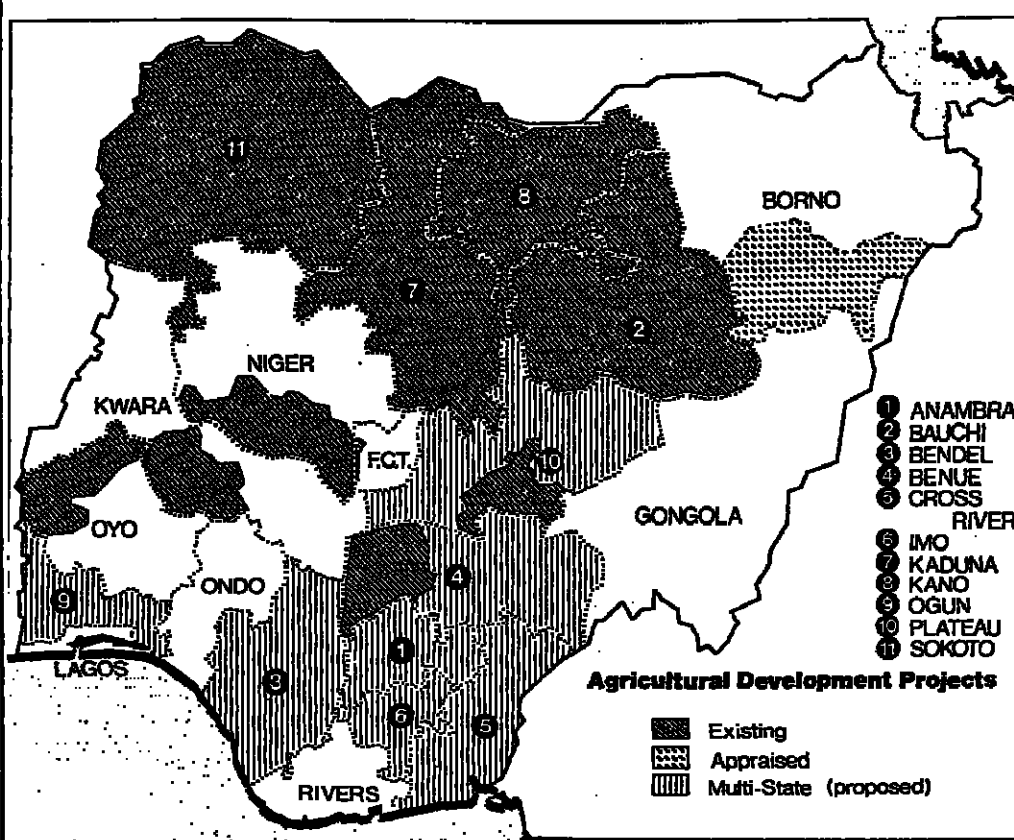 11
8
BORNO
7
2
NIGER
KWARA
F.C.T.
10
OYO
GONGOLA
ONDO
4
9
1
LAGOS
3
6
5
RIVERS
1 ANAMBRA
2 BAUCHI
3 BENDEL
4 BENUE
5 CROSS
RIVER
6 IMO
7 KADUNA
8 KANO
9 OGUN
10 PLATEAU
11 SOKOTO
Agricultural Development Projects
Existing
Appraised
Multi-State (proposed)